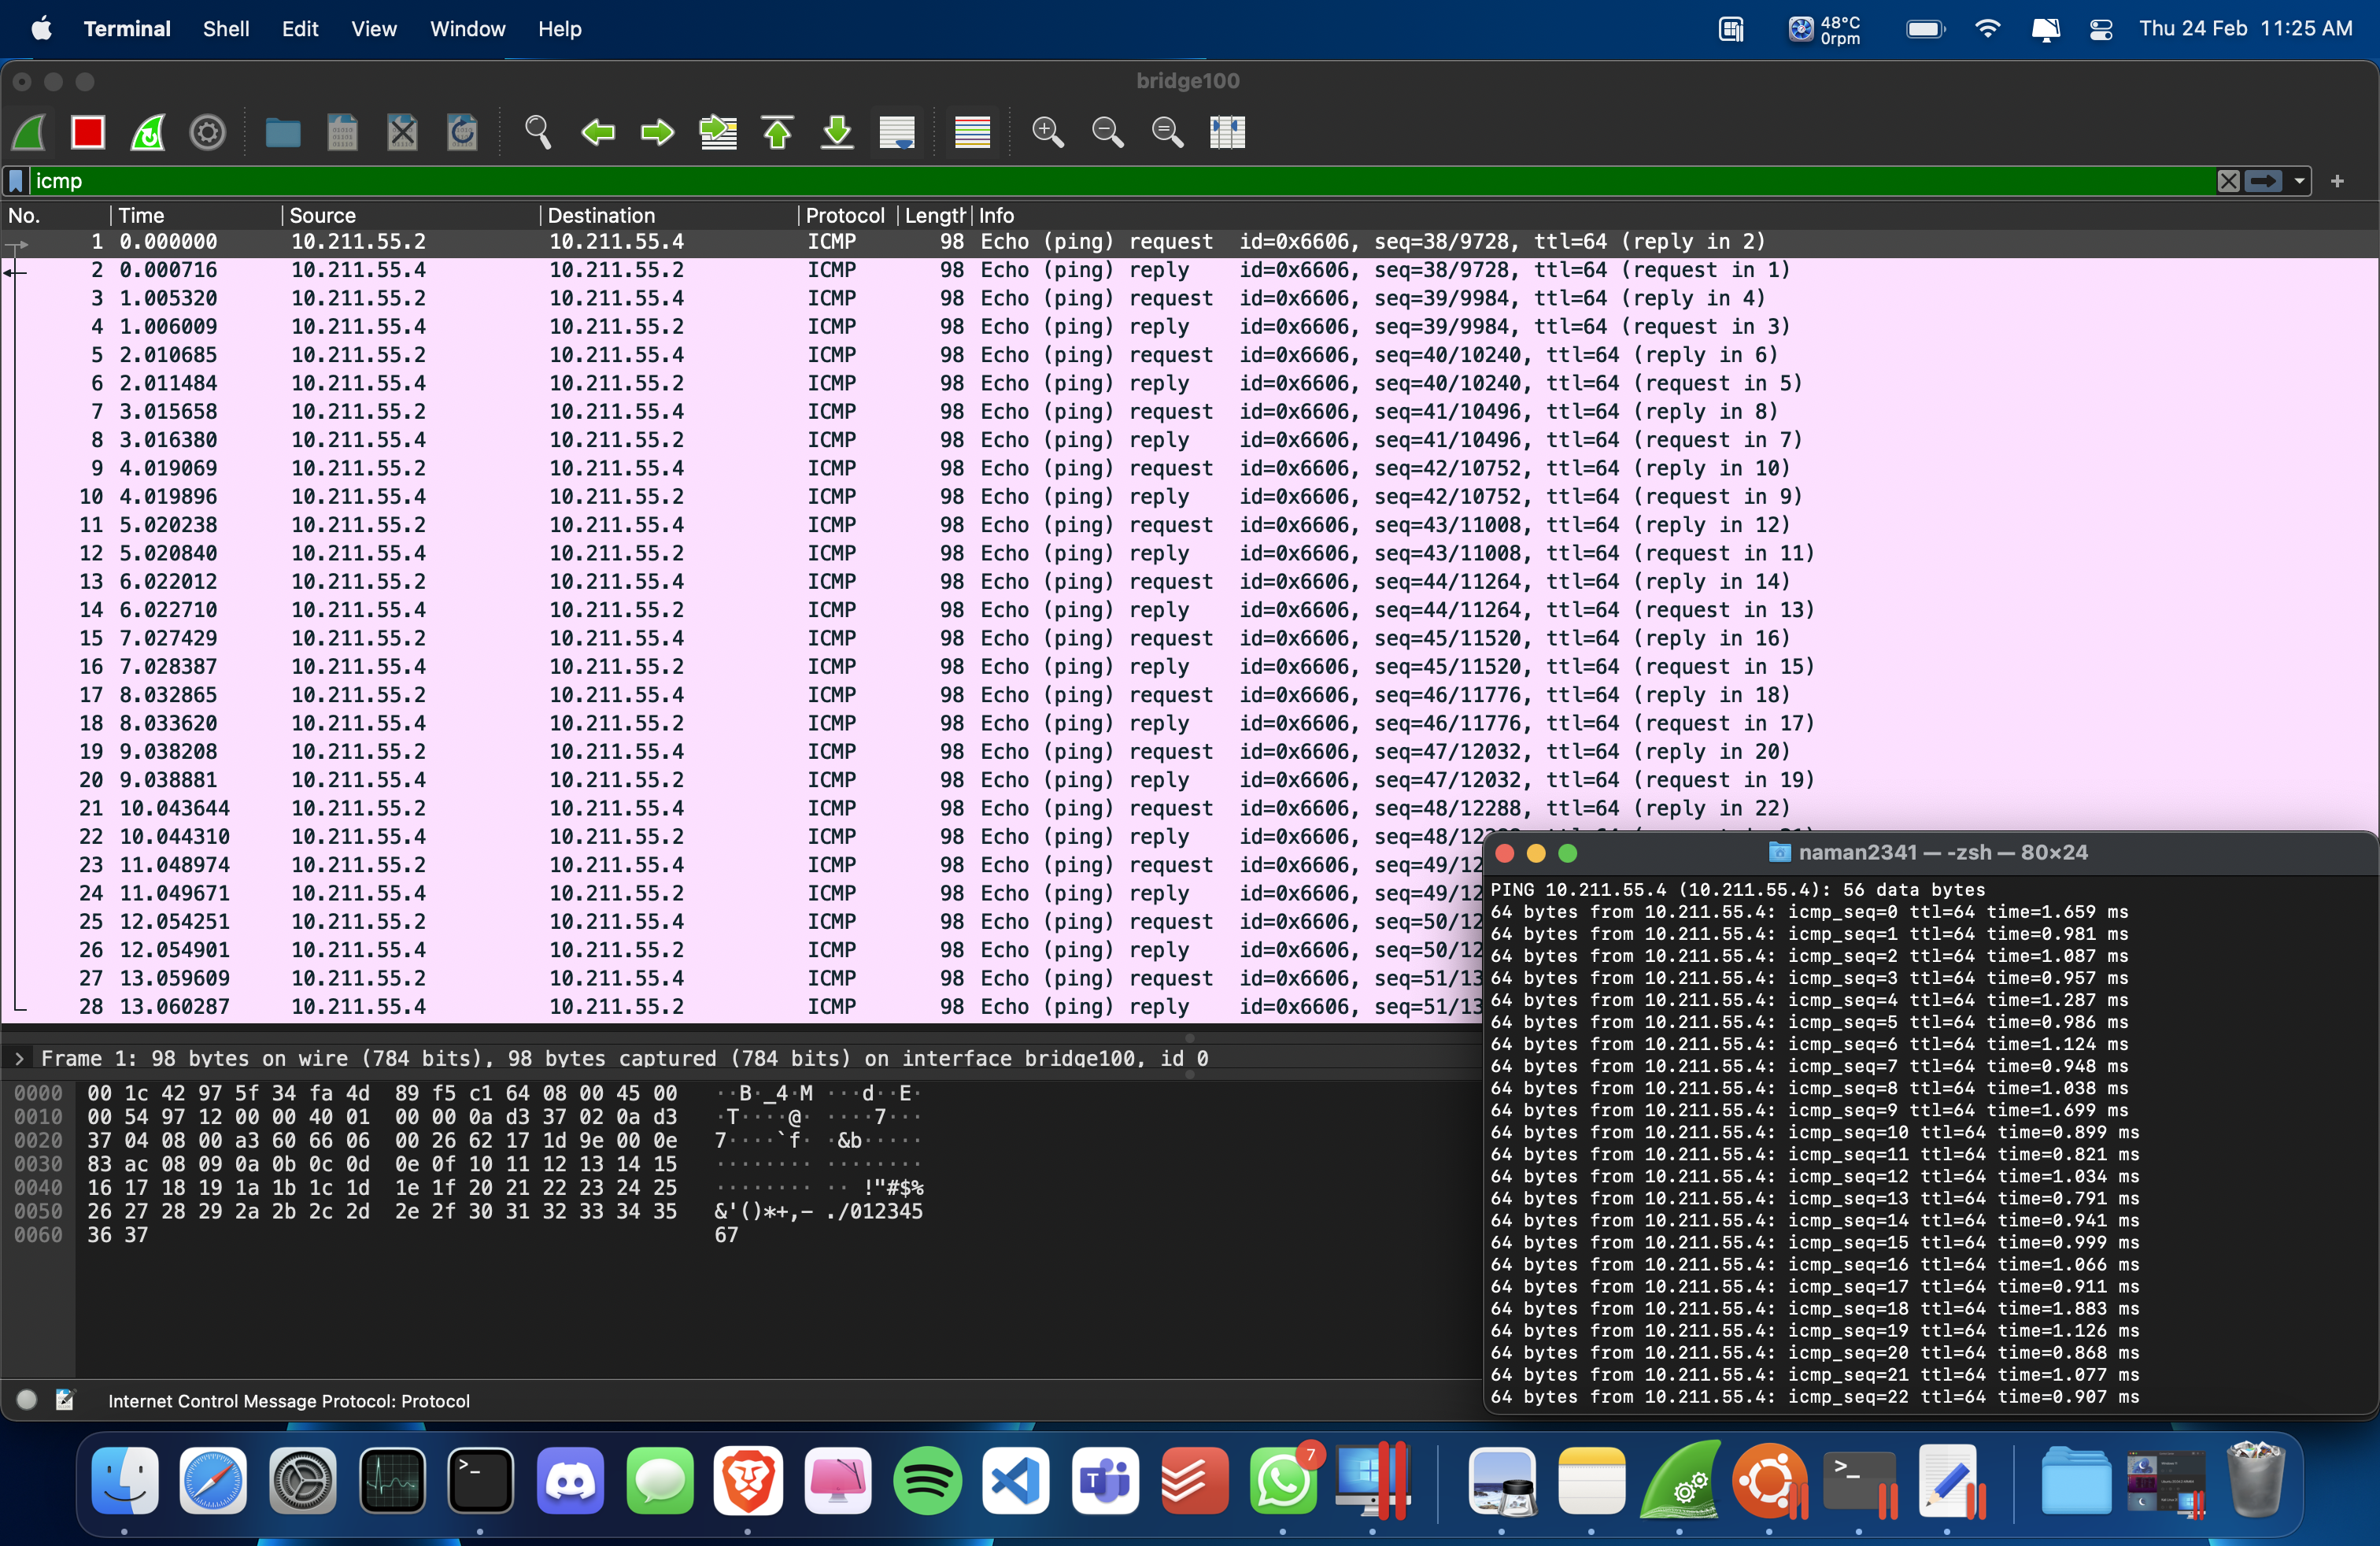 Terminal Shell Edit View Window Help 48°C 0rpm Thu 24 Feb 11:25 AM
bridge100
icmp
No. Time Source Destination Protocol Length Info
1 0.000000 10.211.55.2 10.211.55.4 ICMP 98 Echo (ping) request id=0x6606, seq=38/9728, ttl=64 (reply in 2)
2 0.000716 10.211.55.4 10.211.55.2 ICMP 98 Echo (ping) reply id=0x6606, seq=38/9728, ttl=64 (request in 1)
3 1.005320 10.211.55.2 10.211.55.4 ICMP 98 Echo (ping) request id=0x6606, seq=39/9984, ttl=64 (reply in 4)
4 1.006009 10.211.55.4 10.211.55.2 ICMP 98 Echo (ping) reply id=0x6606, seq=39/9984, ttl=64 (request in 3)
5 2.010685 10.211.55.2 10.211.55.4 ICMP 98 Echo (ping) request id=0x6606, seq=40/10240, ttl=64 (reply in 6)
6 2.011484 10.211.55.4 10.211.55.2 ICMP 98 Echo (ping) reply id=0x6606, seq=40/10240, ttl=64 (request in 5)
7 3.015658 10.211.55.2 10.211.55.4 ICMP 98 Echo (ping) request id=0x6606, seq=41/10496, ttl=64 (reply in 8)
8 3.016380 10.211.55.4 10.211.55.2 ICMP 98 Echo (ping) reply id=0x6606, seq=41/10496, ttl=64 (request in 7)
9 4.019069 10.211.55.2 10.211.55.4 ICMP 98 Echo (ping) request id=0x6606, seq=42/10752, ttl=64 (reply in 10)
10 4.019896 10.211.55.4 10.211.55.2 ICMP 98 Echo (ping) reply id=0x6606, seq=42/10752, ttl=64 (request in 9)
11 5.020238 10.211.55.2 10.211.55.4 ICMP 98 Echo (ping) request id=0x6606, seq=43/11008, ttl=64 (reply in 12)
12 5.020840 10.211.55.4 10.211.55.2 ICMP 98 Echo (ping) reply id=0x6606, seq=43/11008, ttl=64 (request in 11)
13 6.022012 10.211.55.2 10.211.55.4 ICMP 98 Echo (ping) request id=0x6606, seq=44/11264, ttl=64 (reply in 14)
14 6.022710 10.211.55.4 10.211.55.2 ICMP 98 Echo (ping) reply id=0x6606, seq=44/11264, ttl=64 (request in 13)
15 7.027429 10.211.55.2 10.211.55.4 ICMP 98 Echo (ping) request id=0x6606, seq=45/11520, ttl=64 (reply in 16)
16 7.028387 10.211.55.4 10.211.55.2 ICMP 98 Echo (ping) reply id=0x6606, seq=45/11520, ttl=64 (request in 15)
17 8.032865 10.211.55.2 10.211.55.4 ICMP 98 Echo (ping) request id=0x6606, seq=46/11776, ttl=64 (reply in 18)
18 8.033620 10.211.55.4 10.211.55.2 ICMP 98 Echo (ping) reply id=0x6606, seq=46/11776, ttl=64 (request in 17)
19 9.038208 10.211.55.2 10.211.55.4 ICMP 98 Echo (ping) request id=0x6606, seq=47/12032, ttl=64 (reply in 20)
20 9.038881 10.211.55.4 10.211.55.2 ICMP 98 Echo (ping) reply id=0x6606, seq=47/12032, ttl=64 (request in 19)
21 10.043644 10.211.55.2 10.211.55.4 ICMP 98 Echo (ping) request id=0x6606, seq=48/12288, ttl=64 (reply in 22)
22 10.044310 10.211.55.4 10.211.55.2 ICMP 98 Echo (ping) reply id=0x6606,
23 11.048974 10.211.55.2 10.211.55.4 ICMP 98 Echo (ping) request id=0x6606, seq=49/12
24 11.049671 10.211.55.4 10.211.55.2 ICMP 98 Echo (ping) reply id=0x6606, seq=49/12
25 12.054251 10.211.55.2 10.211.55.4 ICMP 98 Echo (ping) request id=0x6606, seq=50/12
26 12.054901 10.211.55.4 10.211.55.2 ICMP 98 Echo (ping) reply id=0x6606, seq=50/12
27 13.059609 10.211.55.2 10.211.55.4 ICMP 98 Echo (ping) request id=0x6606, seq=51/13
28 13.060287 10.211.55.4 10.211.55.2 ICMP 98 Echo (ping) reply id=0x6606, seq=51/13
Frame 1: 98 bytes on wire (784 bits), 98 bytes captured (784 bits) on interface bridge100, id 0
0000 00 1c 42 97 5f 34 fa 4d 89 f5 c1 64 08 00 45 00 ··B·_4·M ···d··E·
0010 00 54 97 12 00 00 40 01 00 00 0a d3 37 02 0a d3 ·T····@· ····7···
0020 37 04 08 00 a3 60 66 06 00 26 62 17 1d 9e 00 0e 7····`f· ·&b·····
0030 83 ac 08 09 0a 0b 0c 0d 0e 0f 10 11 12 13 14 15 ········ ········
0040 16 17 18 19 1a 1b 1c 1d 1e 1f 20 21 22 23 24 25 ········ ·· !"#$%
0050 26 27 28 29 2a 2b 2c 2d 2e 2f 30 31 32 33 34 35 &'()*+,- ./012345
0060 36 37 67
Internet Control Message Protocol: Protocol
naman2341 — -zsh — 80×24
PING 10.211.55.4 (10.211.55.4): 56 data bytes
64 bytes from 10.211.55.4: icmp_seq=0 ttl=64 time=1.659 ms
64 bytes from 10.211.55.4: icmp_seq=1 ttl=64 time=0.981 ms
64 bytes from 10.211.55.4: icmp_seq=2 ttl=64 time=1.087 ms
64 bytes from 10.211.55.4: icmp_seq=3 ttl=64 time=0.957 ms
64 bytes from 10.211.55.4: icmp_seq=4 ttl=64 time=1.287 ms
64 bytes from 10.211.55.4: icmp_seq=5 ttl=64 time=0.986 ms
64 bytes from 10.211.55.4: icmp_seq=6 ttl=64 time=1.124 ms
64 bytes from 10.211.55.4: icmp_seq=7 ttl=64 time=0.948 ms
64 bytes from 10.211.55.4: icmp_seq=8 ttl=64 time=1.038 ms
64 bytes from 10.211.55.4: icmp_seq=9 ttl=64 time=1.699 ms
64 bytes from 10.211.55.4: icmp_seq=10 ttl=64 time=0.899 ms
64 bytes from 10.211.55.4: icmp_seq=11 ttl=64 time=0.821 ms
64 bytes from 10.211.55.4: icmp_seq=12 ttl=64 time=1.034 ms
64 bytes from 10.211.55.4: icmp_seq=13 ttl=64 time=0.791 ms
64 bytes from 10.211.55.4: icmp_seq=14 ttl=64 time=0.941 ms
64 bytes from 10.211.55.4: icmp_seq=15 ttl=64 time=0.999 ms
64 bytes from 10.211.55.4: icmp_seq=16 ttl=64 time=1.066 ms
64 bytes from 10.211.55.4: icmp_seq=17 ttl=64 time=0.911 ms
64 bytes from 10.211.55.4: icmp_seq=18 ttl=64 time=1.883 ms
64 bytes from 10.211.55.4: icmp_seq=19 ttl=64 time=1.126 ms
64 bytes from 10.211.55.4: icmp_seq=20 ttl=64 time=0.868 ms
64 bytes from 10.211.55.4: icmp_seq=21 ttl=64 time=1.077 ms
64 bytes from 10.211.55.4: icmp_seq=22 ttl=64 time=0.907 ms
7